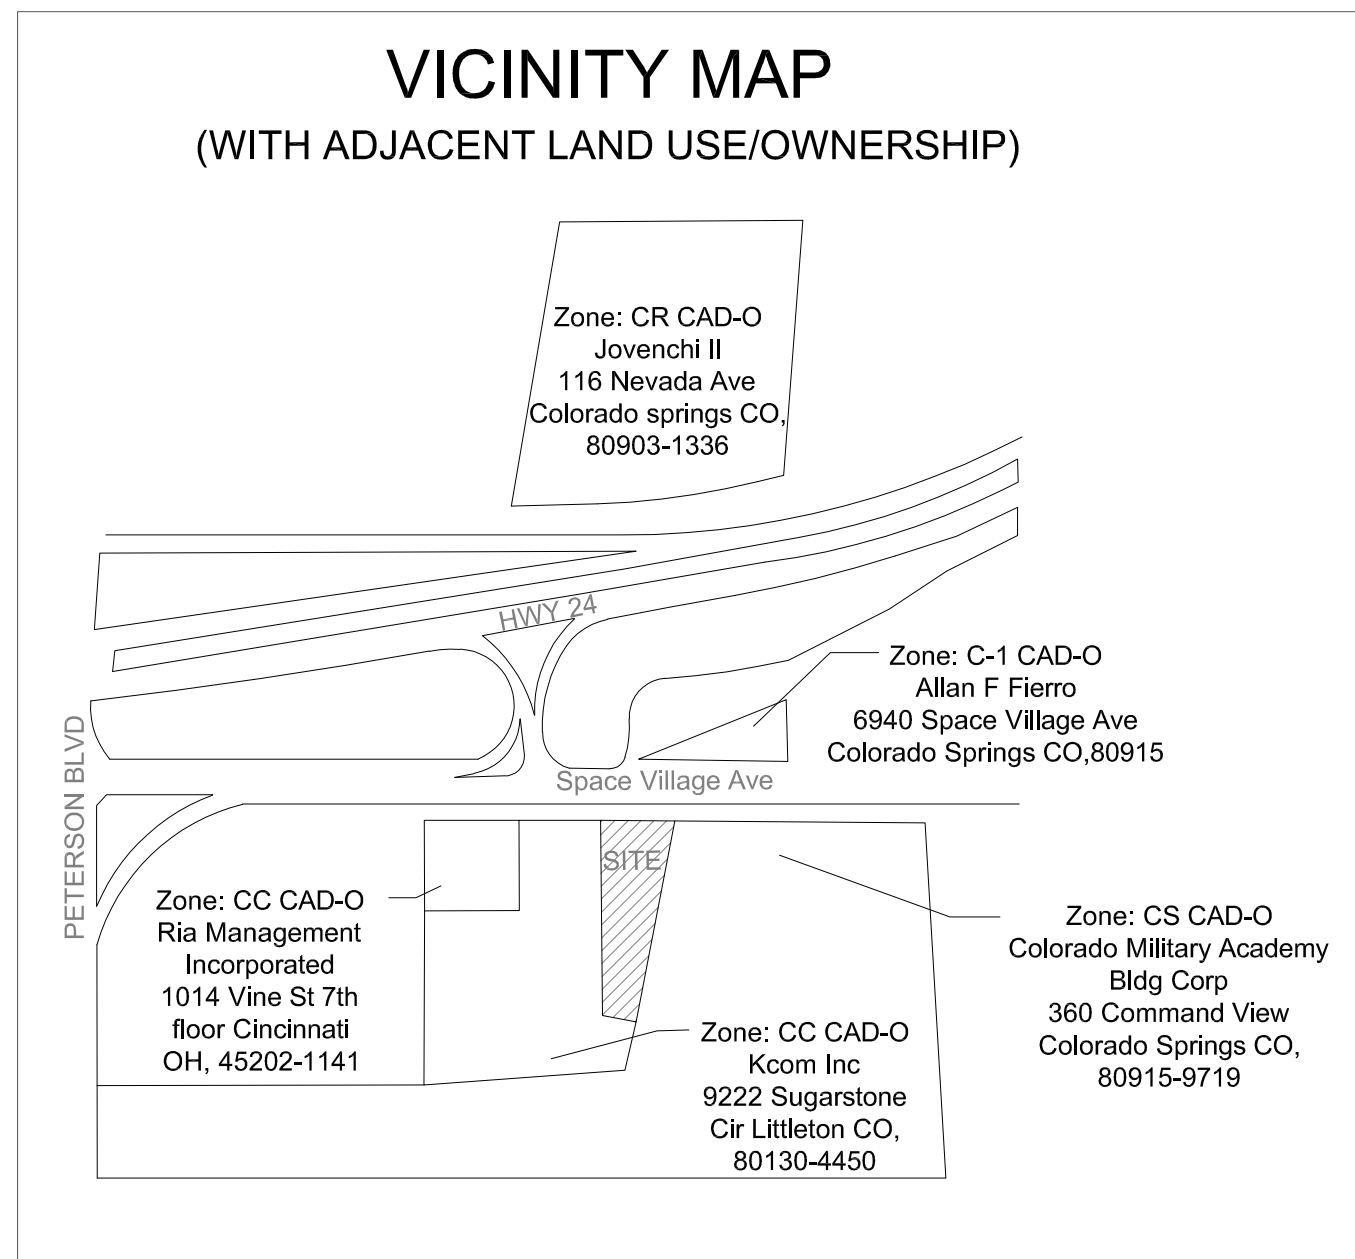 VICINITY MAP
(WITH ADJACENT LAND USE/OWNERSHIP)
Zone: CR CAD-O
Jovenchi II
116 Nevada Ave
Colorado springs CO,
80903-1336
HWY 24
Zone: C-1 CAD-O
Allan F Fierro
6940 Space Village Ave
Colorado Springs CO,80915
PETERSON BLVD
Space Village Ave
SITE
Zone: CC CAD-O
Ria Management
Incorporated
1014 Vine St 7th
floor Cincinnati
OH, 45202-1141
Zone: CC CAD-O
Kcom Inc
9222 Sugarstone
Cir Littleton CO,
80130-4450
Zone: CS CAD-O
Colorado Military Academy
Bldg Corp
360 Command View
Colorado Springs CO,
80915-9719